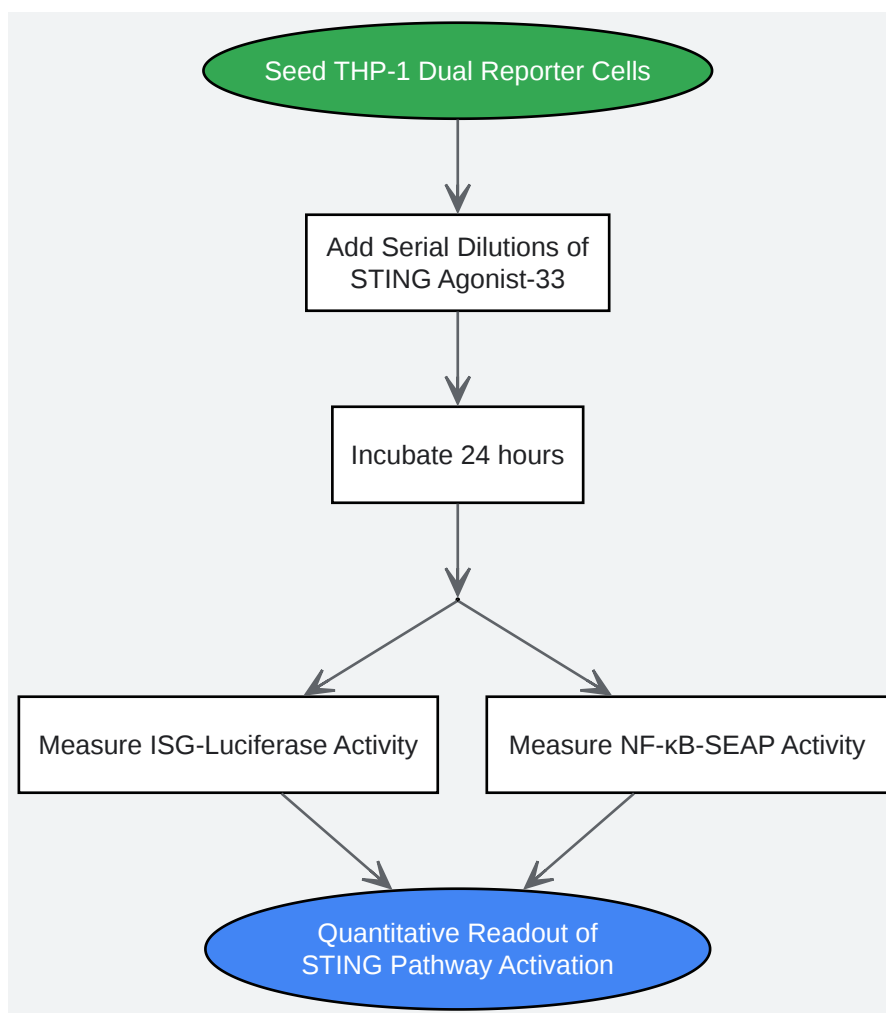 Seed THP-1 Dual Reporter Cells
Add Serial Dilutions of
STING Agonist-33
Incubate 24 hours
Measure ISG-Luciferase Activity
Measure NF-κB-SEAP Activity
Quantitative Readout of
STING Pathway Activation